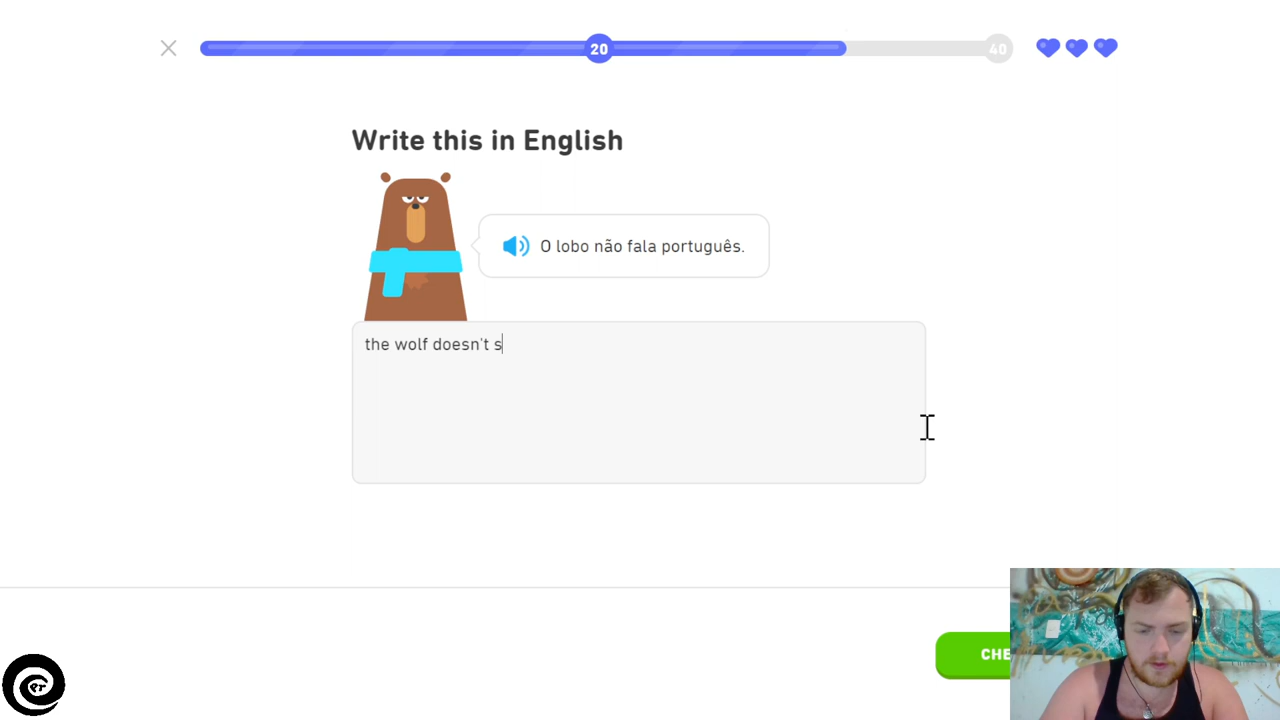 20
40
Write this in English
O lobo não fala português.
the wolf doesn't s
CHE